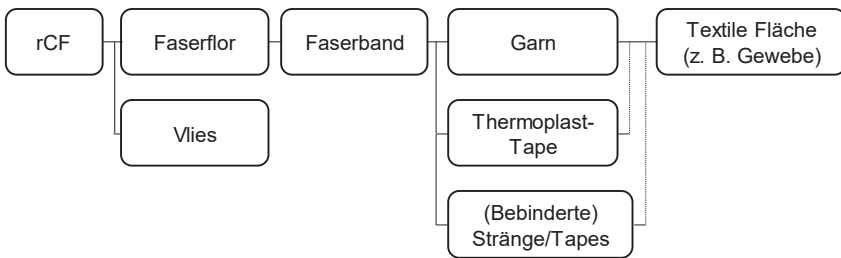 rCF
Faserflor
Faserband
Garn
Textile Fläche
(z. B. Gewebe)
Vlies
Thermoplast-
Tape
(Bebinderte)
Stränge/Tapes